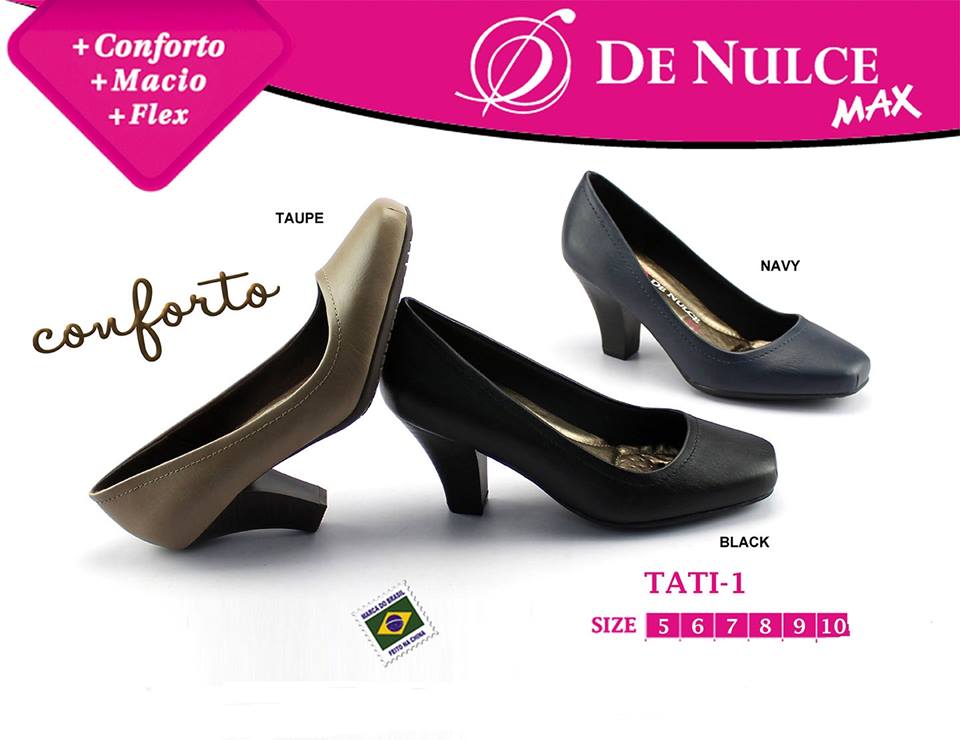 + Conforto
+ Macio
+ Flex
DE NULCE
MAX
TAUPE
conforto
NAVY
DE NULCE
BLACK
TATI-1
SIZE 5 6 7 8 9 10
MARCA DO BRASIL
FEITO NA CHINA